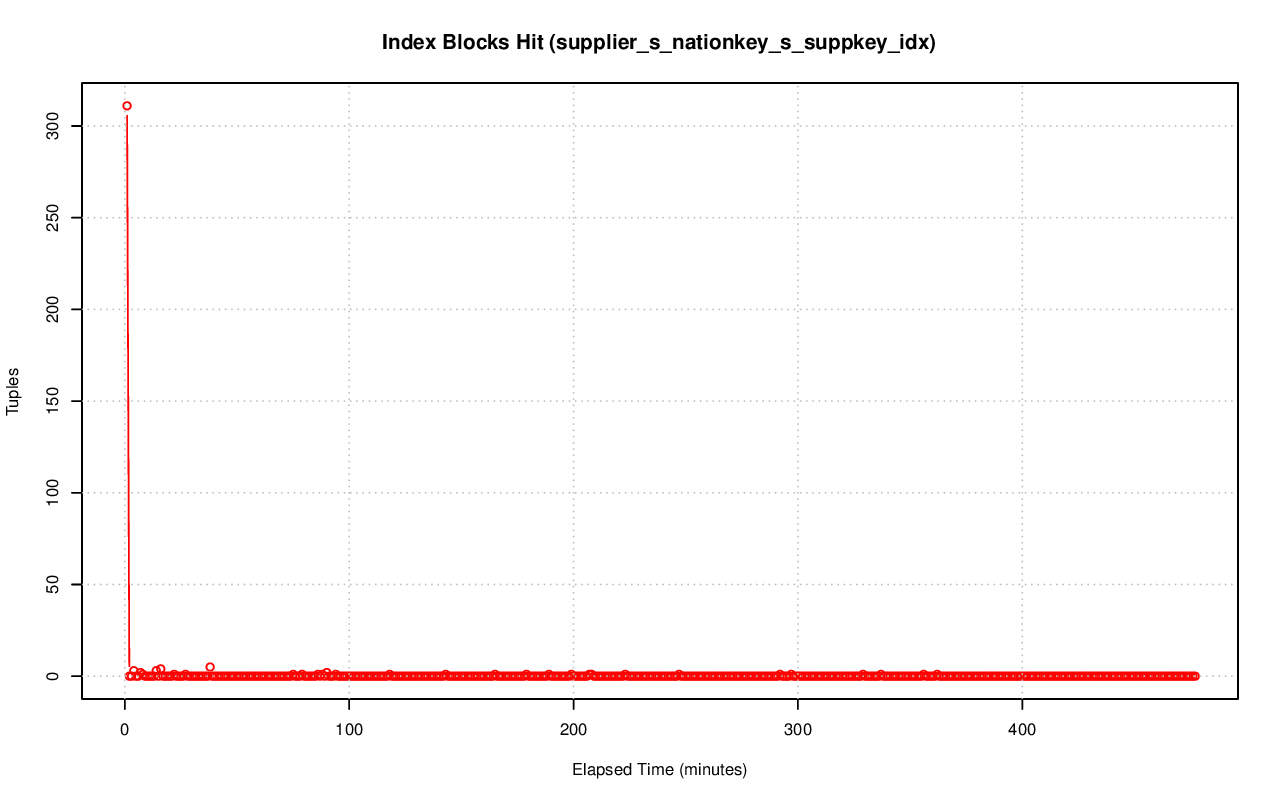 Index Blocks Hit (supplier_s_nationkey_s_suppkey_idx)
300
250
200
150
100
50
0
Tuples
0 100 200 300 400
Elapsed Time (minutes)